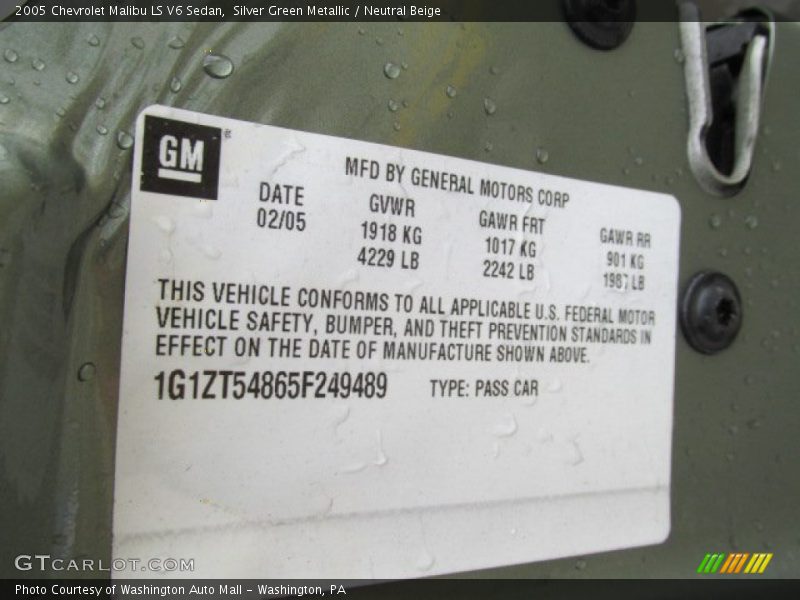 2005 Chevrolet Malibu LS V6 Sedan, Silver Green Metallic / Neutral Beige
GM®
MFD BY GENERAL MOTORS CORP
DATE GVWR GAWR FRT GAWR RR
02/05 1918 KG 1017 KG 901 KG
4229 LB 2242 LB 1987 LB
THIS VEHICLE CONFORMS TO ALL APPLICABLE U.S. FEDERAL MOTOR
VEHICLE SAFETY, BUMPER, AND THEFT PREVENTION STANDARDS IN
EFFECT ON THE DATE OF MANUFACTURE SHOWN ABOVE.
1G1ZT54865F249489 TYPE: PASS CAR
GTCARLOT.COM
Photo Courtesy of Washington Auto Mall - Washington, PA